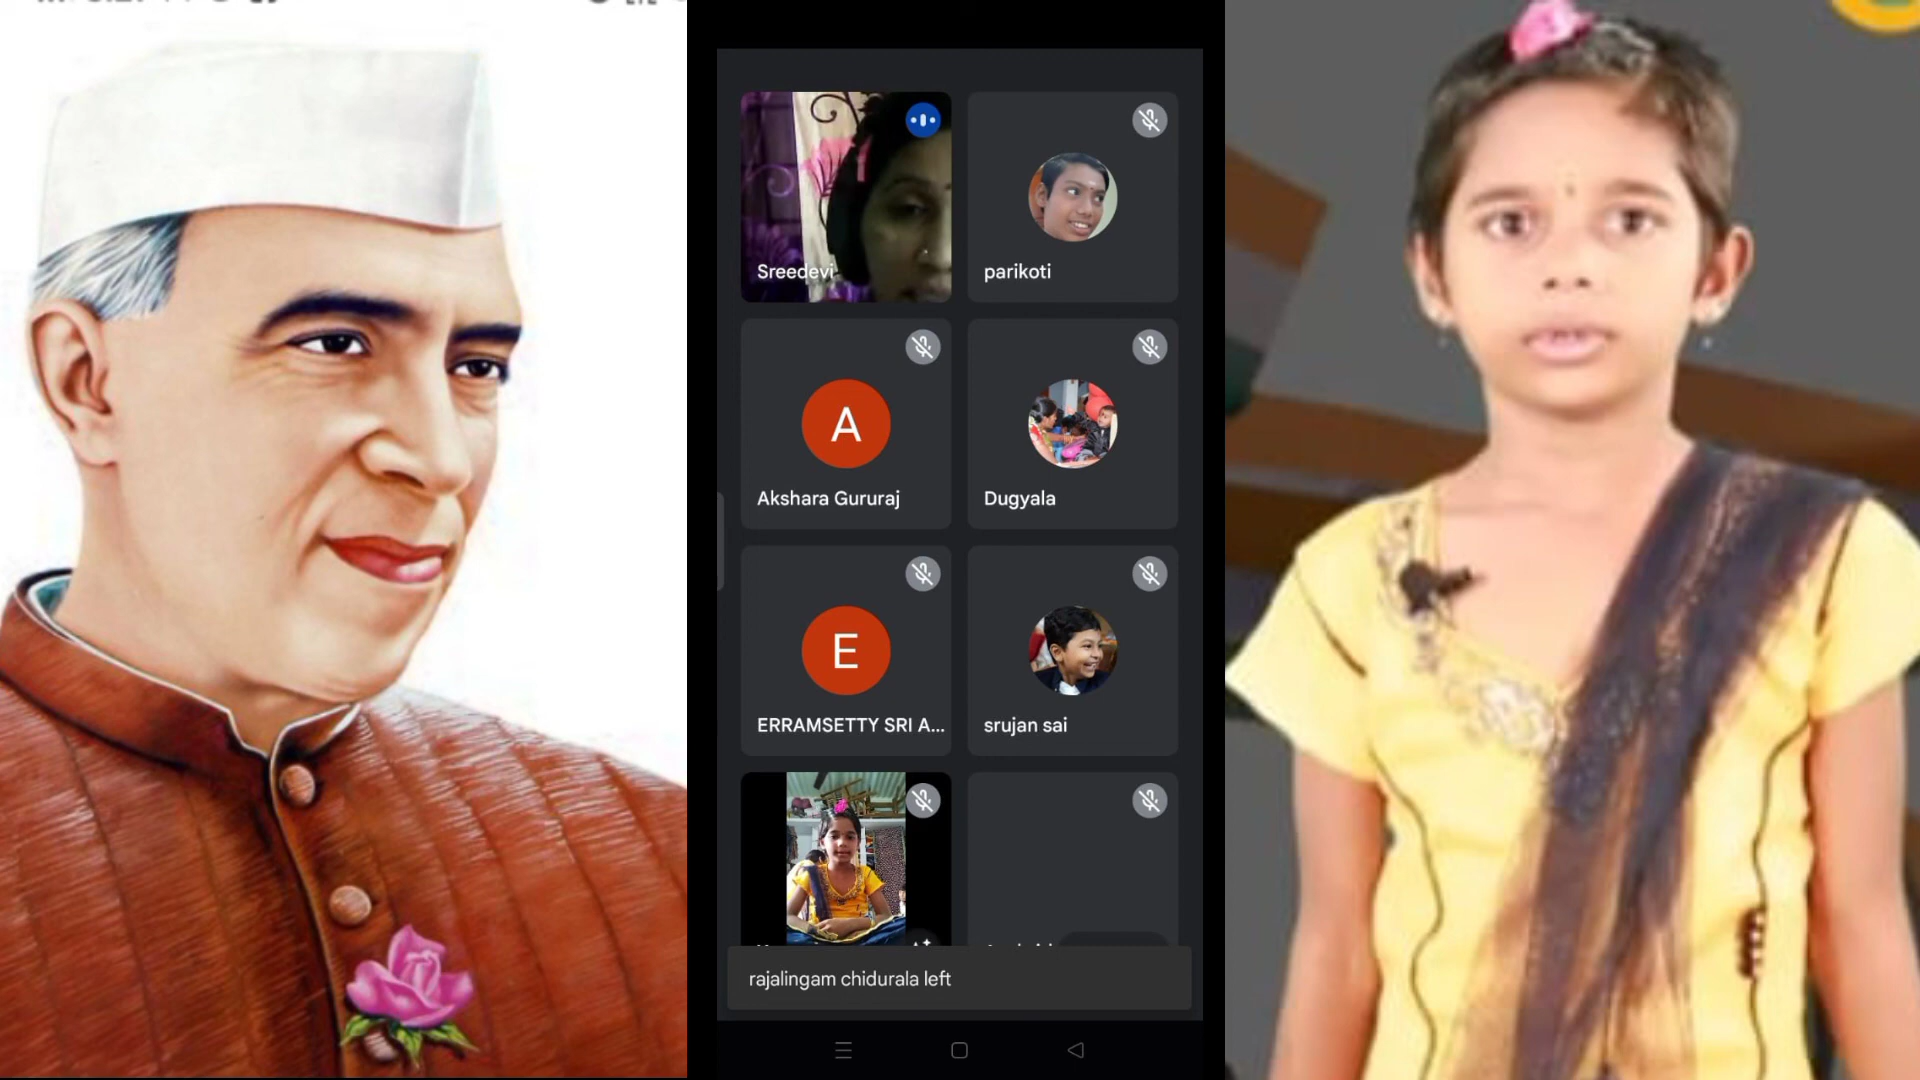 Sreedevi
parikoti
Akshara Gururaj
Dugyala
ERRAMSETTY SRI A...
srujan sai
A
E
rajalingam chidurala left